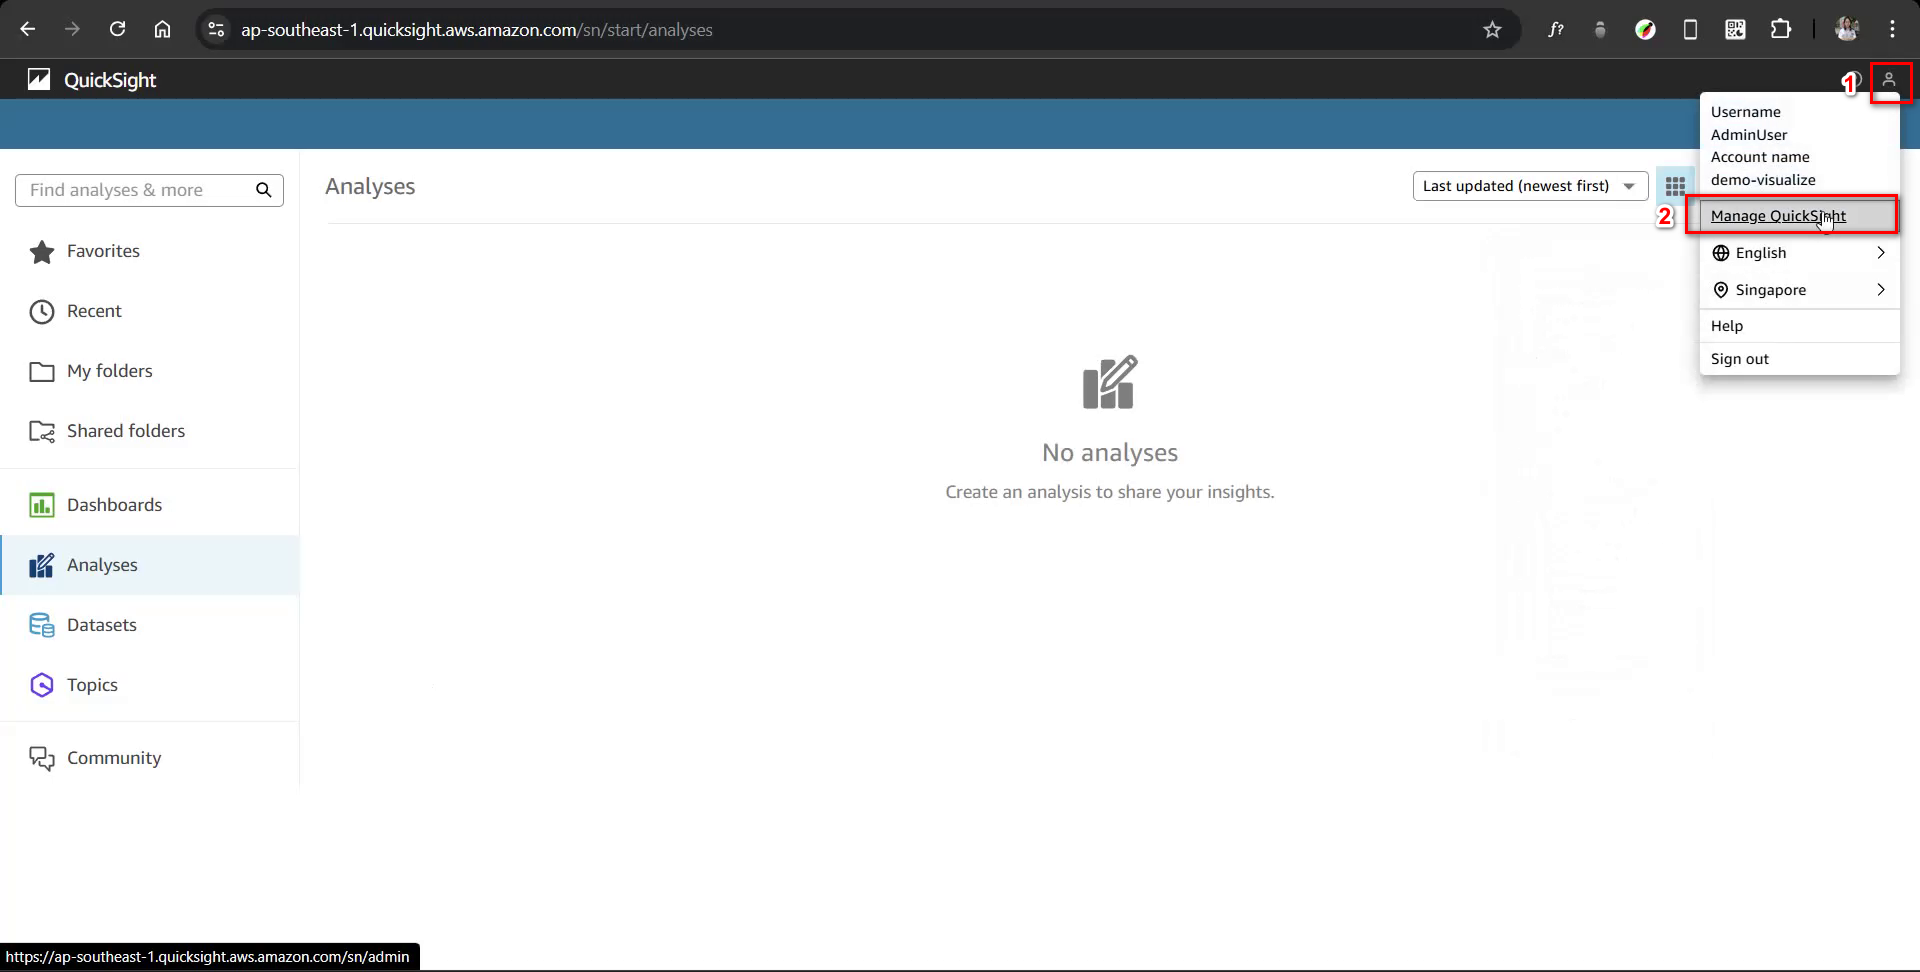 ap-southeast-1.quicksight.aws.amazon.com/sn/start/analyses
f?
QuickSight
1
Username
AdminUser
Account name
demo-visualize
2
Manage QuickSight
English
Singapore
Help
Sign out
Find analyses & more
Favorites
Recent
My folders
Shared folders
Dashboards
Analyses
Datasets
Topics
Community
Analyses
Last updated (newest first)
No analyses
Create an analysis to share your insights.
https://ap-southeast-1.quicksight.aws.amazon.com/sn/admin